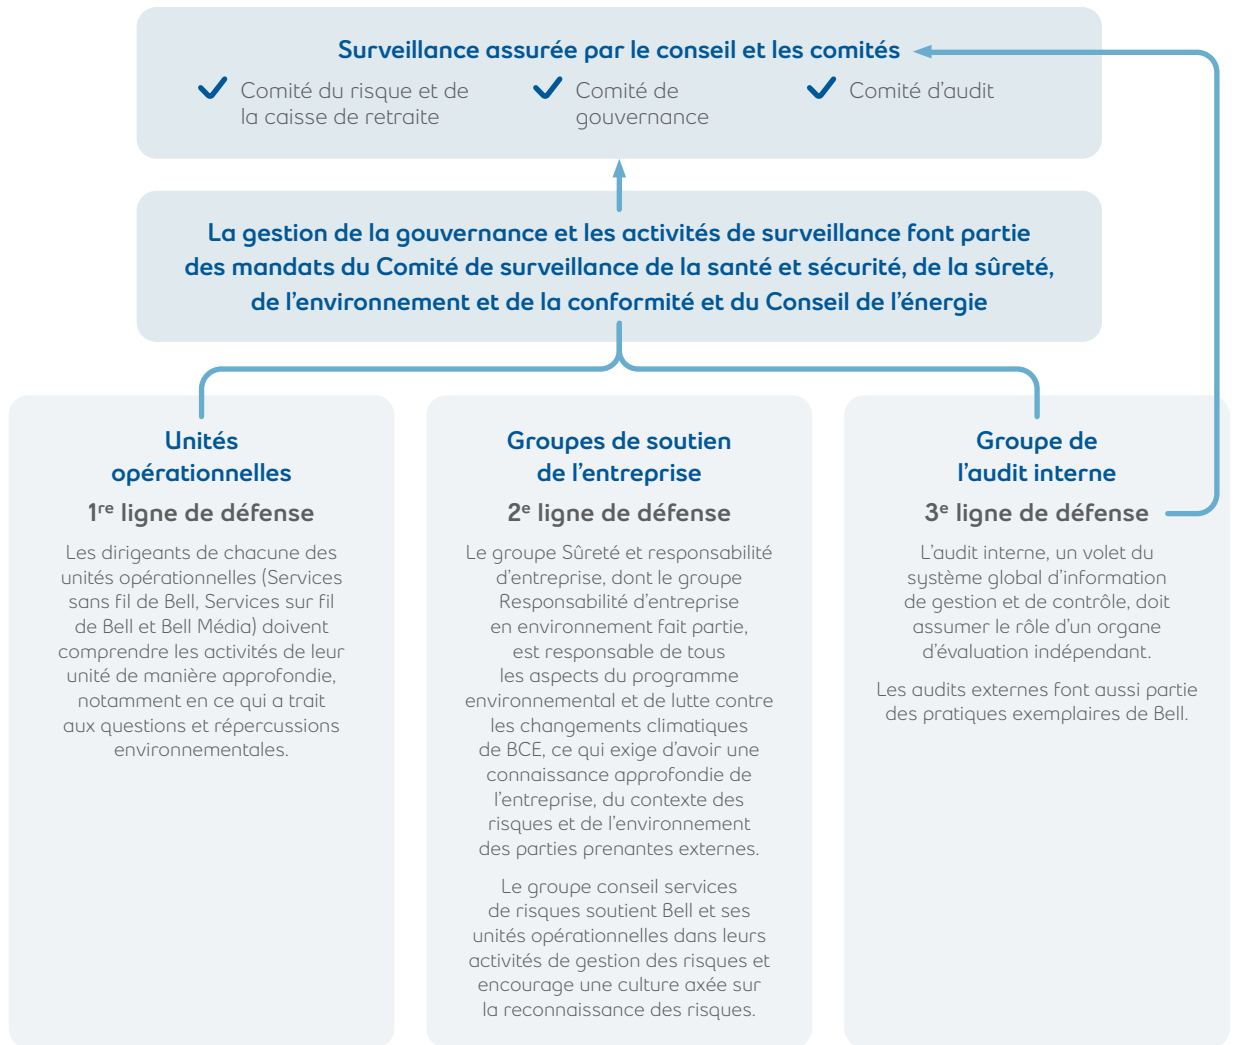 Surveillance assurée par le conseil et les comités
Comité du risque et de
la caisse de retraite
Comité de
gouvernance
Comité d'audit
La gestion de la gouvernance et les activités de surveillance font partie
des mandats du Comité de surveillance de la santé et sécurité, de la sûreté,
de l'environnement et de la conformité et du Conseil de l'énergie
Unités
opérationnelles
1re ligne de défense
Les dirigeants de chacune des
unités opérationnelles (Services
sans fil de Bell, Services sur fil
de Bell et Bell Média) doivent
comprendre les activités de leur
unité de manière approfondie,
notamment en ce qui a trait
aux questions et répercussions
environnementales.
Groupes de soutien
de l'entreprise
2e ligne de défense
Le groupe Sûreté et responsabilité
d'entreprise, dont le groupe
Responsabilité d'entreprise
en environnement fait partie,
est responsable de tous
les aspects du programme
environnemental et de lutte contre
les changements climatiques
de BCE, ce qui exige d'avoir une
connaissance approfondie de
l'entreprise, du contexte des
risques et de l'environnement
des parties prenantes externes.
Le groupe conseil services
de risques soutient Bell et ses
unités opérationnelles dans leurs
activités de gestion des risques et
encourage une culture axée sur
la reconnaissance des risques.
Groupe de
l'audit interne
3e ligne de défense
L'audit interne, un volet du
système global d'information
de gestion et de contrôle, doit
assumer le rôle d'un organe
d'évaluation indépendant.
Les audits externes font aussi partie
des pratiques exemplaires de Bell.